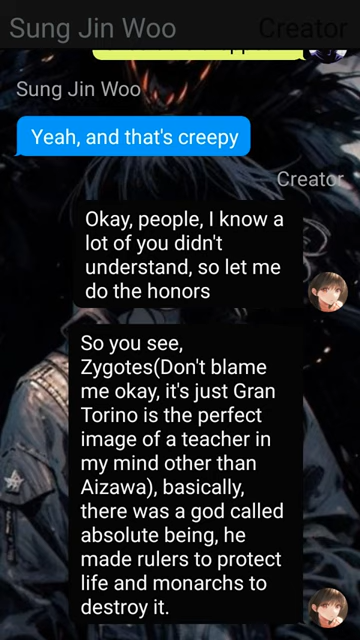 Sung Jin Woo
Creator
Sung Jin Woo
Yeah, and that's creepy
Creator
Okay, people, I know a
lot of you didn't
understand, so let me
do the honors
So you see,
Zygotes(Don't blame
me okay, it's just Gran
Torino is the perfect
image of a teacher in
my mind other than
Aizawa), basically,
there was a god called
absolute being, he
made rulers to protect
life and monarchs to
destroy it.